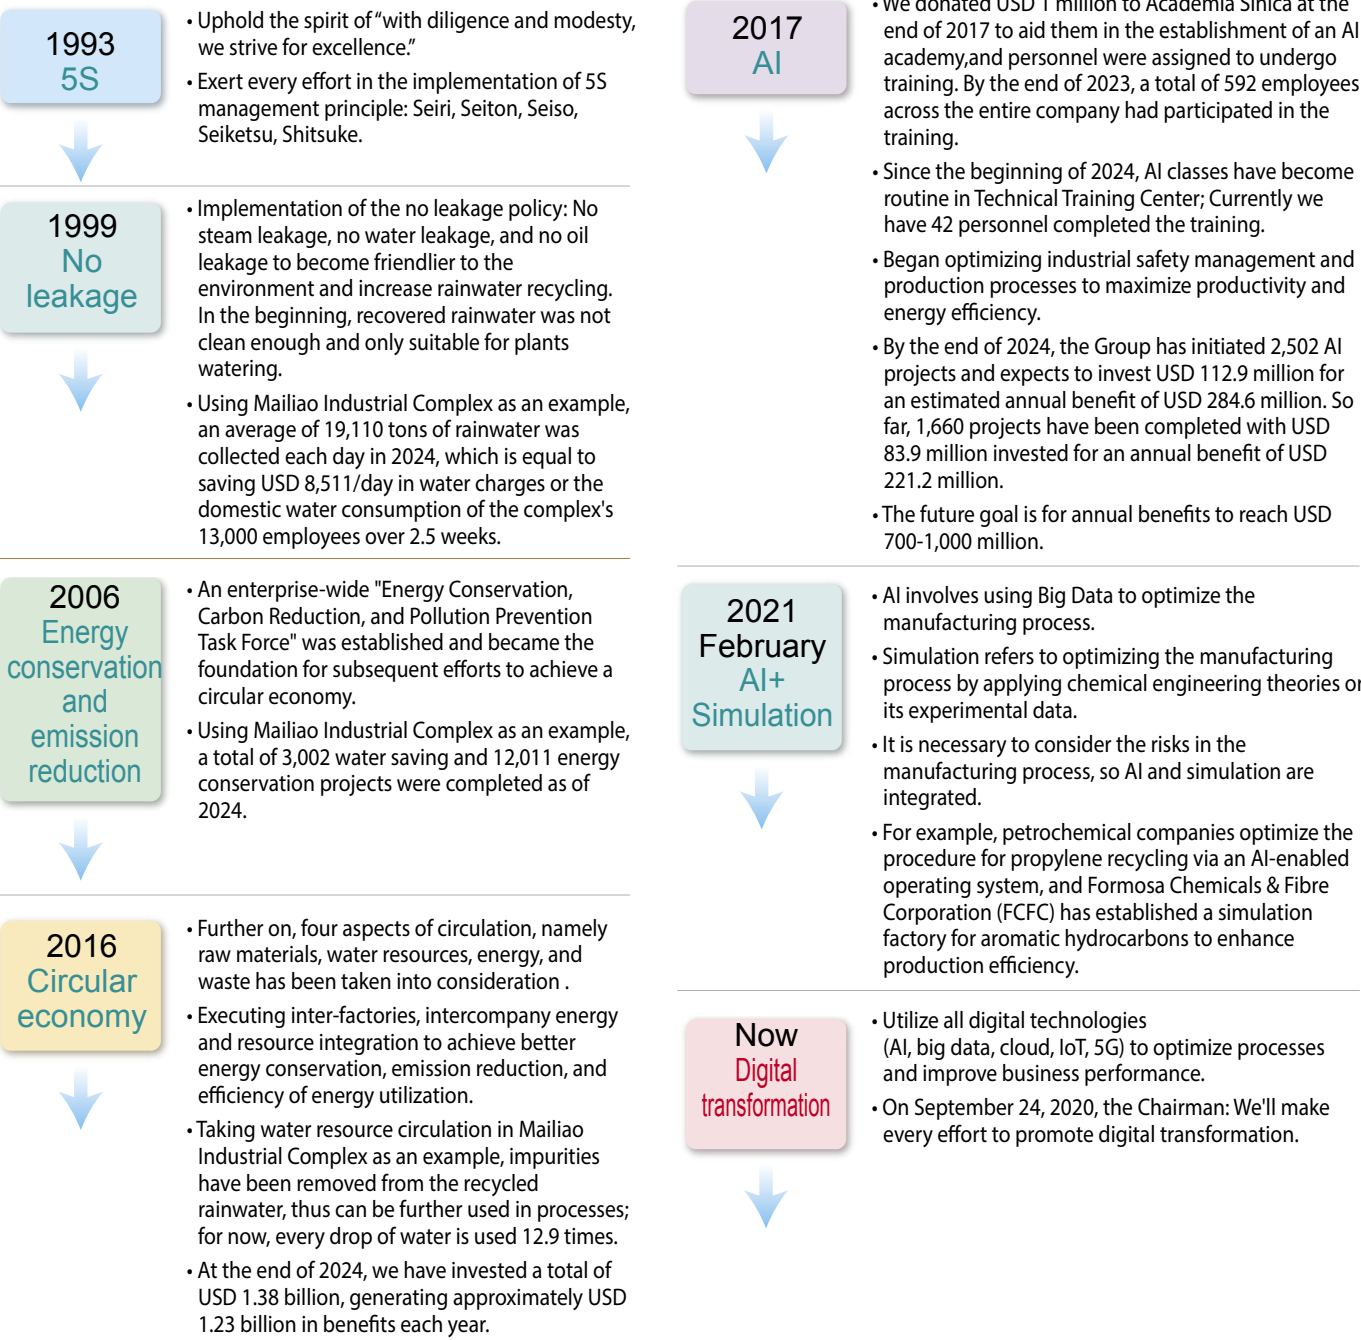 1993
5S
• Uphold the spirit of “with diligence and modesty,
we strive for excellence.”
• Exert every effort in the implementation of 5S
management principle: Seiri, Seiton, Seiso,
Seiketsu, Shitsuke.
1999
No
leakage
• Implementation of the no leakage policy: No
steam leakage, no water leakage, and no oil
leakage to become friendlier to the
environment and increase rainwater recycling.
In the beginning, recovered rainwater was not
clean enough and only suitable for plants
watering.
• Using Mailiao Industrial Complex as an example,
an average of 19,110 tons of rainwater was
collected each day in 2024, which is equal to
saving USD 8,511/day in water charges or the
domestic water consumption of the complex's
13,000 employees over 2.5 weeks.
2006
Energy
conservation
and
emission
reduction
• An enterprise-wide "Energy Conservation,
Carbon Reduction, and Pollution Prevention
Task Force" was established and became the
foundation for subsequent efforts to achieve a
circular economy.
• Using Mailiao Industrial Complex as an example,
a total of 3,002 water saving and 12,011 energy
conservation projects were completed as of
2024.
2016
Circular
economy
• Further on, four aspects of circulation, namely
raw materials, water resources, energy, and
waste has been taken into consideration .
• Executing inter-factories, intercompany energy
and resource integration to achieve better
energy conservation, emission reduction, and
efficiency of energy utilization.
• Taking water resource circulation in Mailiao
Industrial Complex as an example, impurities
have been removed from the recycled
rainwater, thus can be further used in processes;
for now, every drop of water is used 12.9 times.
• At the end of 2024, we have invested a total of
USD 1.38 billion, generating approximately USD
1.23 billion in benefits each year.
2017
AI
• We donated USD 1 million to Academia Sinica at the
end of 2017 to aid them in the establishment of an AI
academy,and personnel were assigned to undergo
training. By the end of 2023, a total of 592 employees
across the entire company had participated in the
training.
• Since the beginning of 2024, AI classes have become
routine in Technical Training Center; Currently we
have 42 personnel completed the training.
• Began optimizing industrial safety management and
production processes to maximize productivity and
energy efficiency.
• By the end of 2024, the Group has initiated 2,502 AI
projects and expects to invest USD 112.9 million for
an estimated annual benefit of USD 284.6 million. So
far, 1,660 projects have been completed with USD
83.9 million invested for an annual benefit of USD
221.2 million.
• The future goal is for annual benefits to reach USD
700-1,000 million.
2021
February
AI+
Simulation
• AI involves using Big Data to optimize the
manufacturing process.
• Simulation refers to optimizing the manufacturing
process by applying chemical engineering theories or
its experimental data.
• It is necessary to consider the risks in the
manufacturing process, so AI and simulation are
integrated.
• For example, petrochemical companies optimize the
procedure for propylene recycling via an AI-enabled
operating system, and Formosa Chemicals & Fibre
Corporation (FCFC) has established a simulation
factory for aromatic hydrocarbons to enhance
production efficiency.
Now
Digital
transformation
• Utilize all digital technologies
(AI, big data, cloud, IoT, 5G) to optimize processes
and improve business performance.
• On September 24, 2020, the Chairman: We'll make
every effort to promote digital transformation.